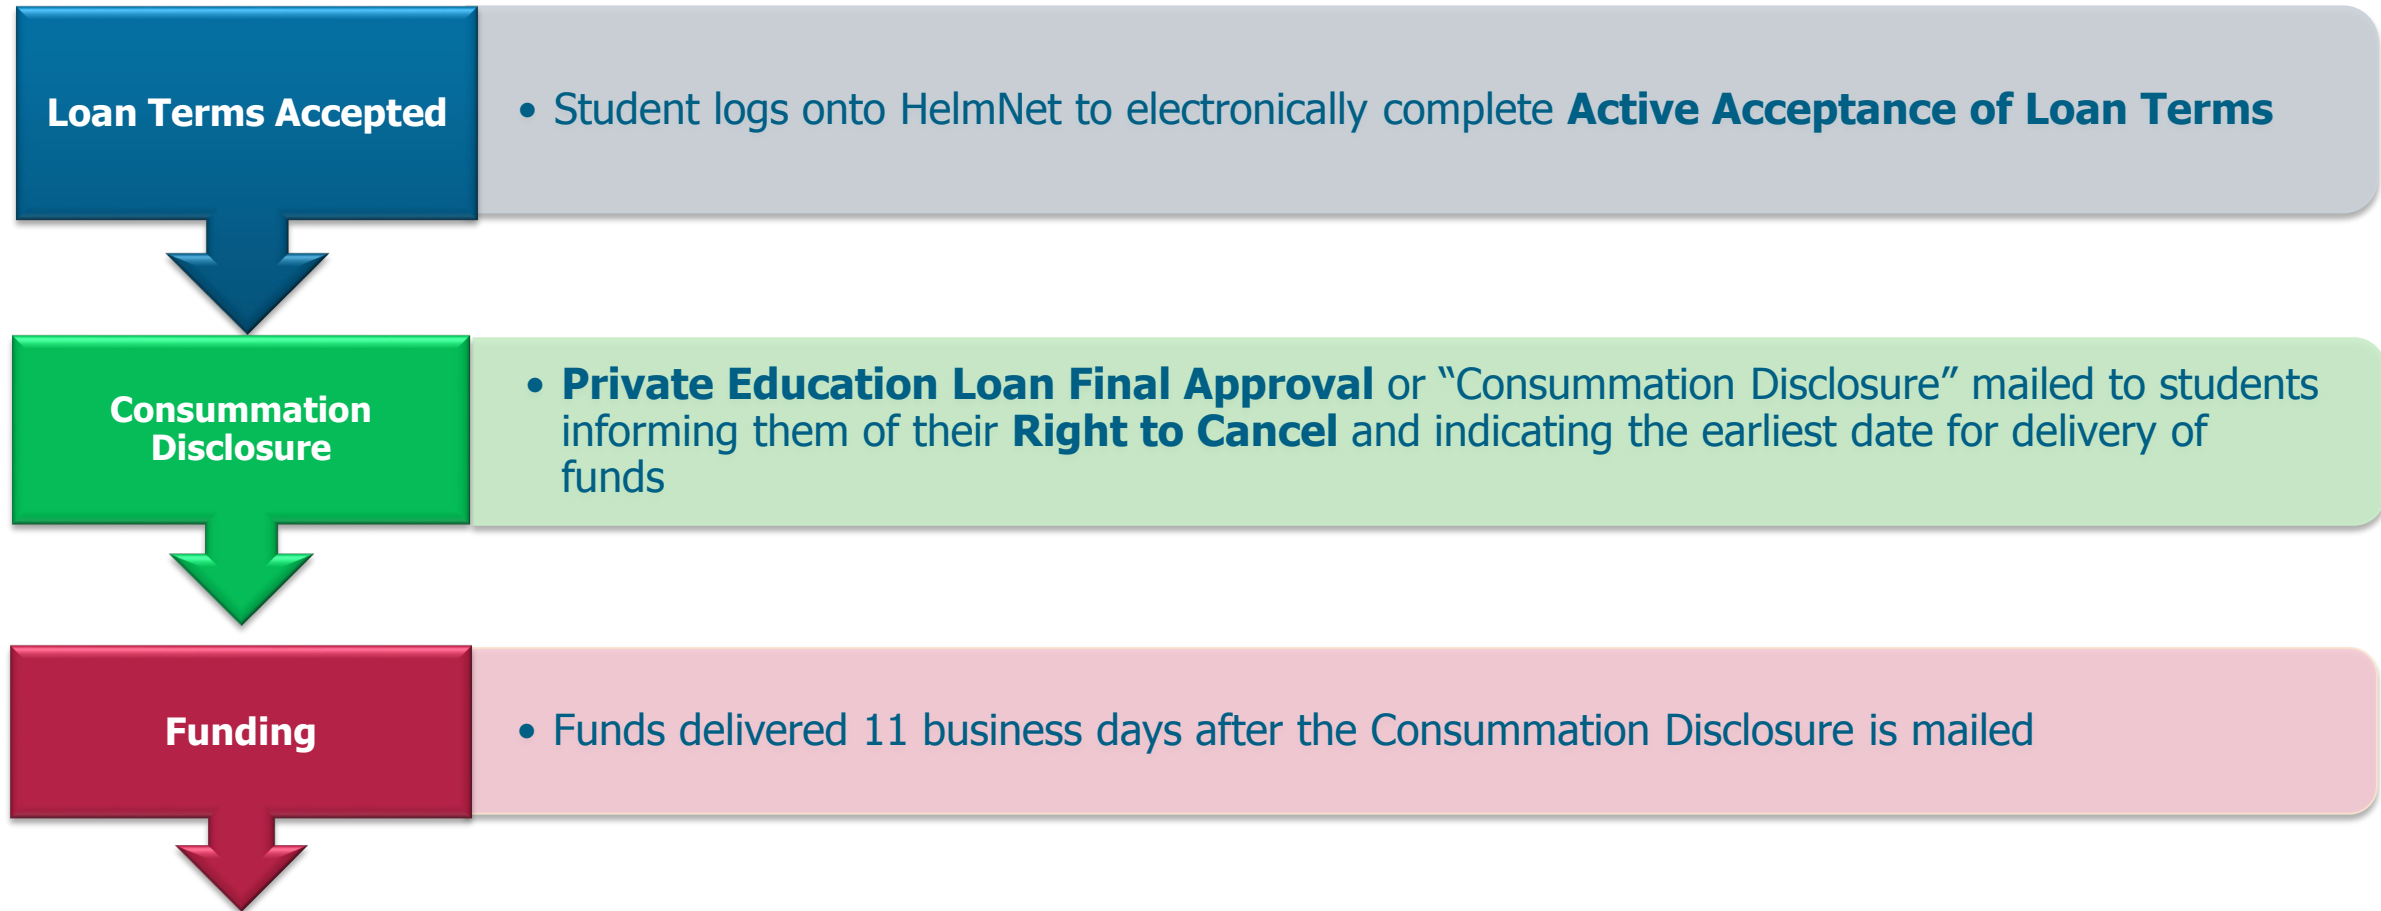 Loan Terms Accepted
• Student logs onto HelmNet to electronically complete Active Acceptance of Loan Terms
Consummation
Disclosure
• Private Education Loan Final Approval or “Consummation Disclosure” mailed to students
informing them of their Right to Cancel and indicating the earliest date for delivery of
funds
Funding
• Funds delivered 11 business days after the Consummation Disclosure is mailed